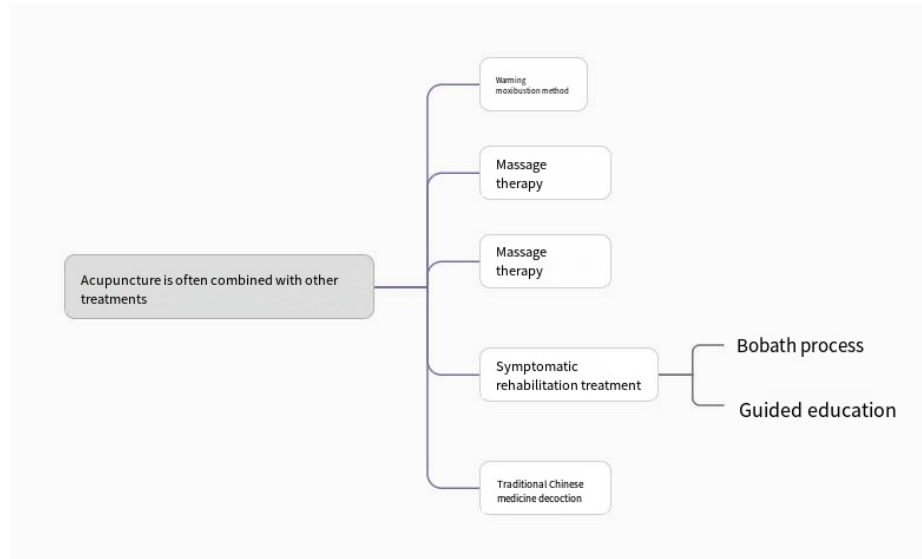 Warming
moxibustion method
Massage
therapy
Massage
therapy
Acupuncture is often combined with other
treatments
Symptomatic
rehabilitation treatment
Bobath process
Guided education
Traditional Chinese
medicine decoction